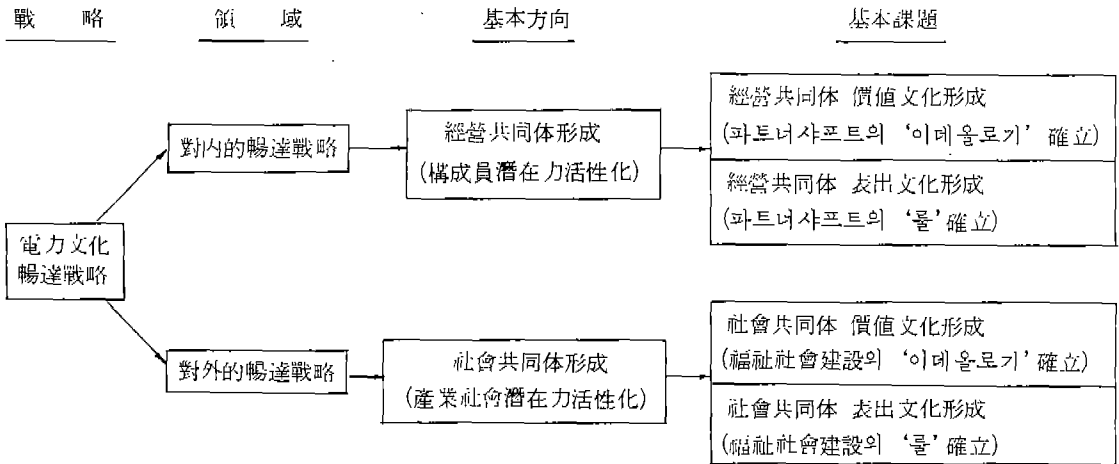 戰 略 領 域 基本方向 基本課題
經營共同体 價値文化形成
(파트너샤프트의 '이데올로기' 確立)
對內的暢達戰略
經營共同体形成
(構成員潛在力活性化)
經營共同体 表出文化形成
(파트너샤프트의 '룰' 確立)
電力文化
暢達戰略
社會共同体 價値文化形成
(福祉社會建設의 '이데올로기' 確立)
對外的暢達戰略
社會共同体形成
(產業社會潛在力活性化)
社會共同体 表出文化形成
(福祉社會建設의 '룰' 確立)